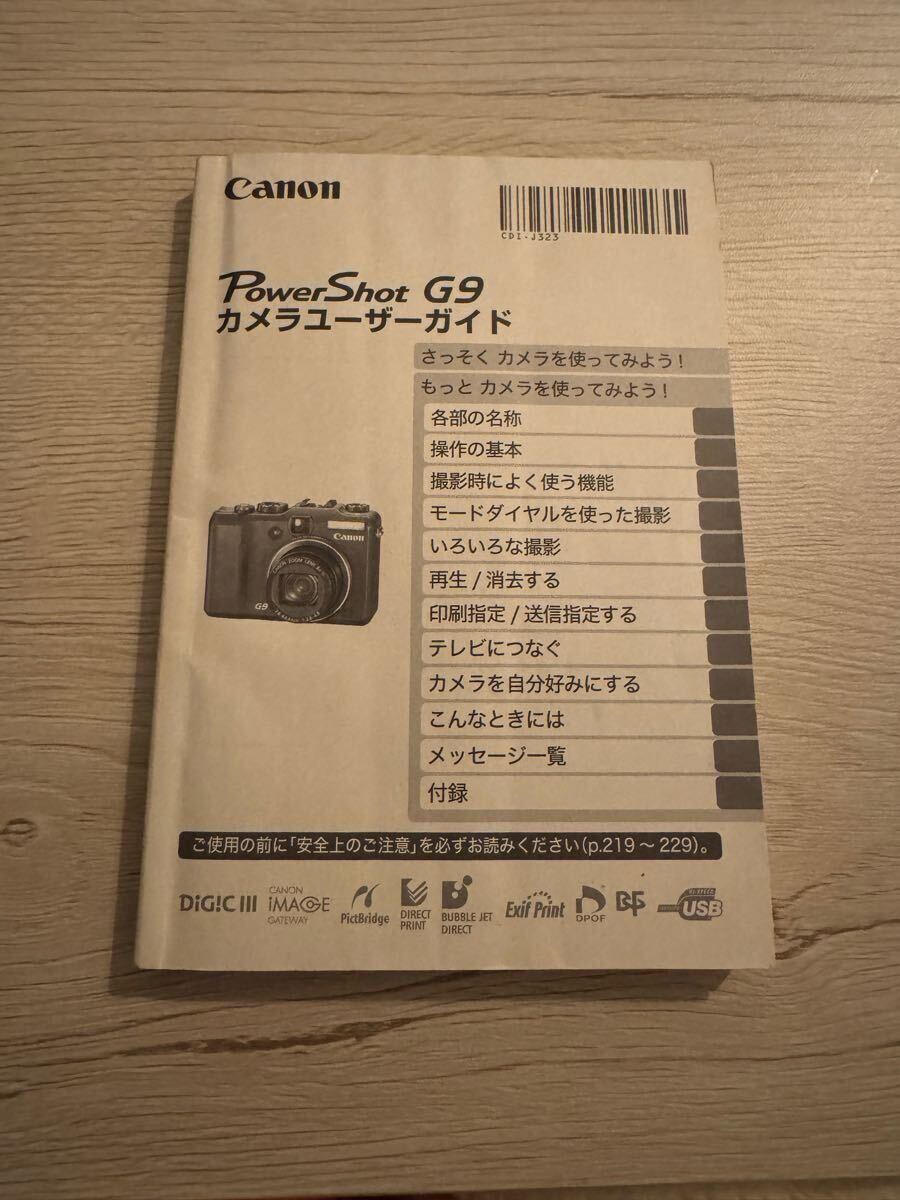 Canon
CDI-J323
PowerShot G9
カメラユーザーガイド
さっそく カメラを使ってみよう！
もっと カメラを使ってみよう！
各部の名称
操作の基本
撮影時によく使う機能
モードダイヤルを使った撮影
いろいろな撮影
再生 / 消去する
印刷指定 / 送信指定する
テレビにつなぐ
カメラを自分好みにする
こんなときには
メッセージ一覧
付録
Canon
CANON ZOOM LENS
G9
ご使用の前に「安全上のご注意」を必ずお読みください（p.219 ～ 229）。
DIGIC III
CANON
iMAGE
GATEWAY
PictBridge
DIRECT
PRINT
BUBBLE JET
DIRECT
Exif Print
DPOF
HI-SPEED
USB